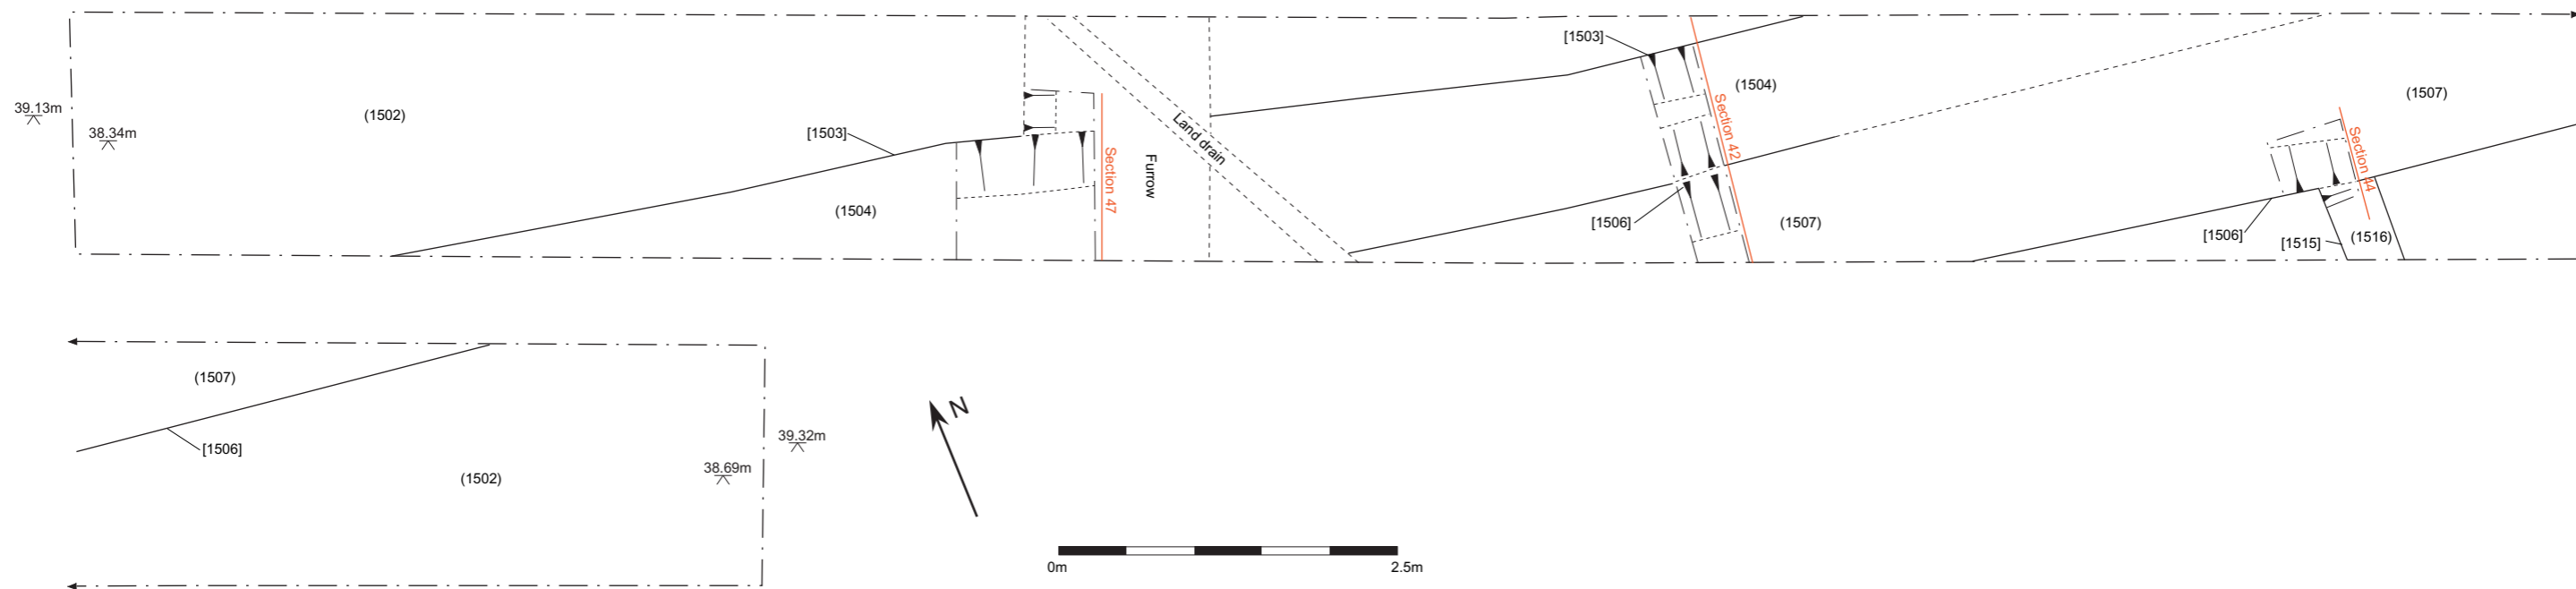 39.13m
38.34m
(1502)
[1503]
(1504)
Section 47
Furrow
Land drain
[1503]
(1504)
Section 42
[1506]
(1507)
(1507)
Section 44
[1506]
[1515]
(1516)
(1507)
[1506]
(1502)
38.69m
39.32m
N
0m
2.5m